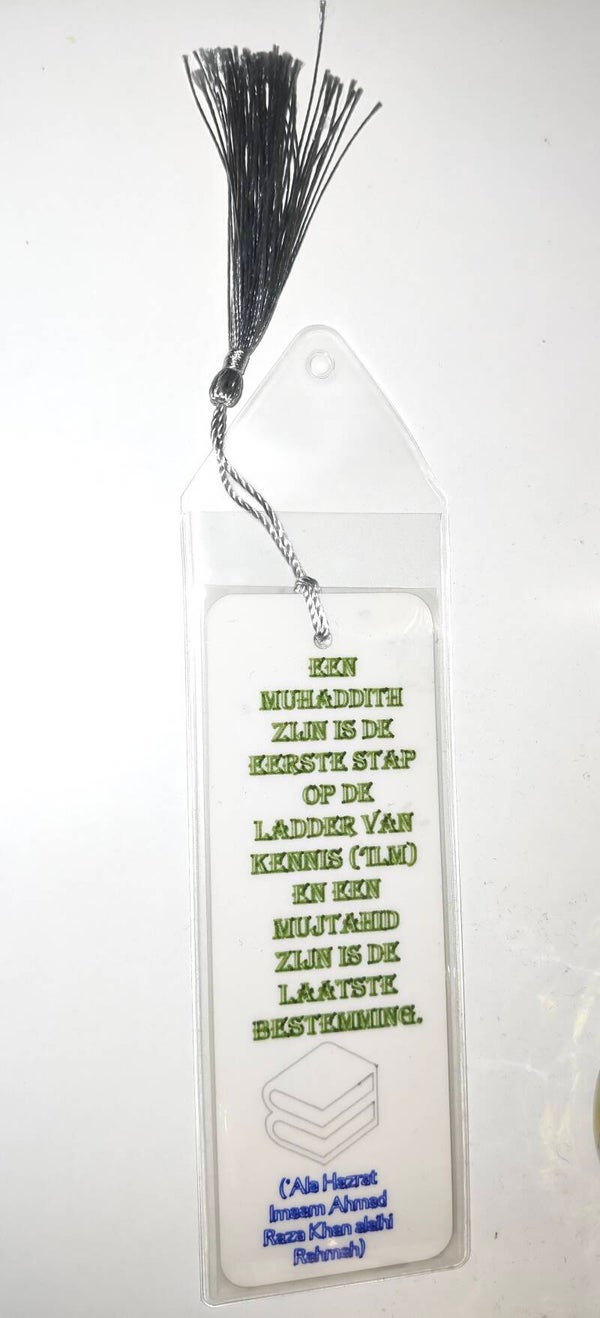 EEN
MUHADDITH
ZIJN IS DE
EERSTE STAP
OP DE
LADDER VAN
KENNIS ('ILM)
EN EEN
MUJTAHID
ZIJN IS DE
LAATSTE
BESTEMMING.
('Ala Hazrat
Imaam Ahmed
Raza Khan alaihi
Rahmah)